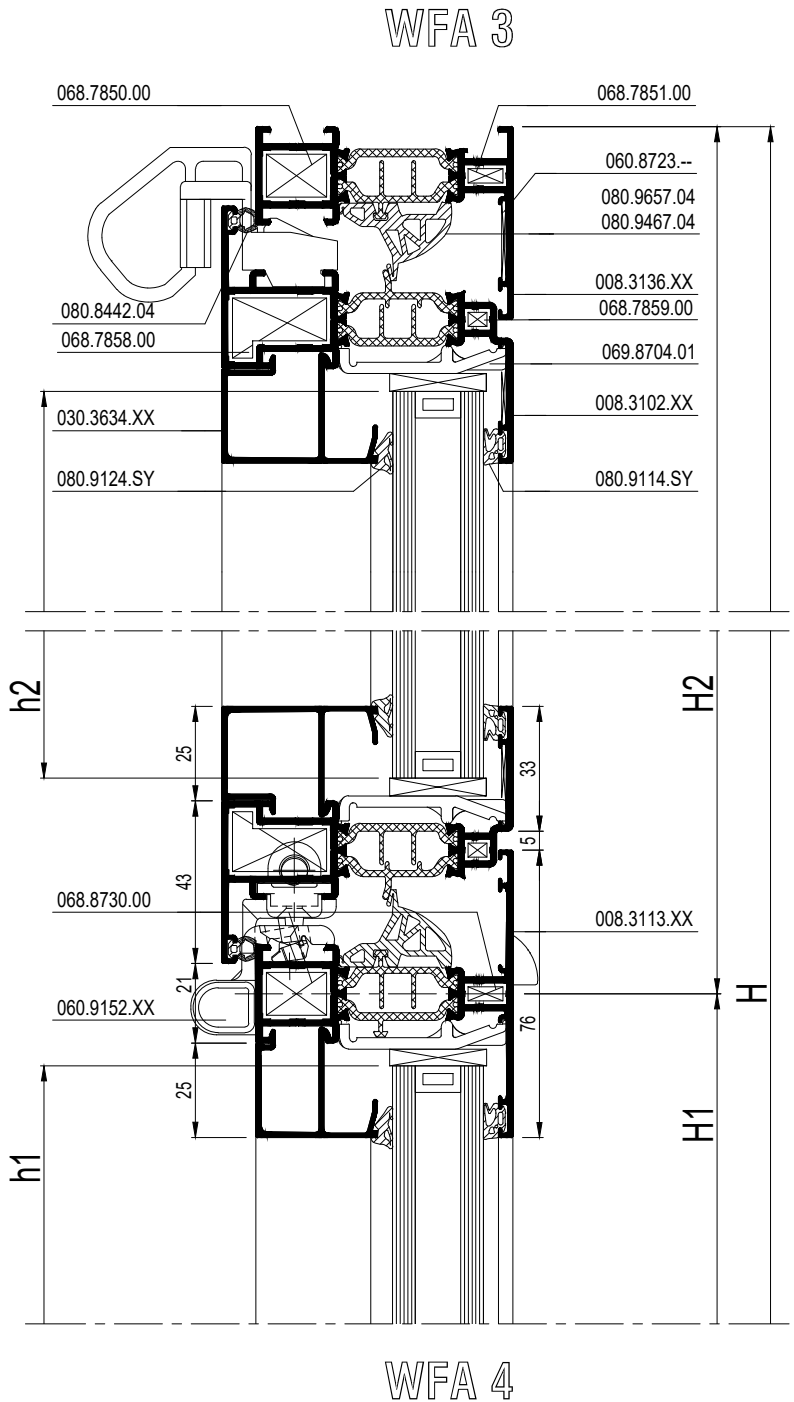 WFA 3
068.7850.00
068.7851.00
060.8723.--
080.9657.04
080.9467.04
008.3136.XX
080.8442.04
068.7859.00
068.7858.00
069.8704.01
030.3634.XX
008.3102.XX
080.9124.SY
080.9114.SY
h2
H2
25
33
5
43
068.8730.00
008.3113.XX
21
H
060.9152.XX
76
25
h1
H1
WFA 4